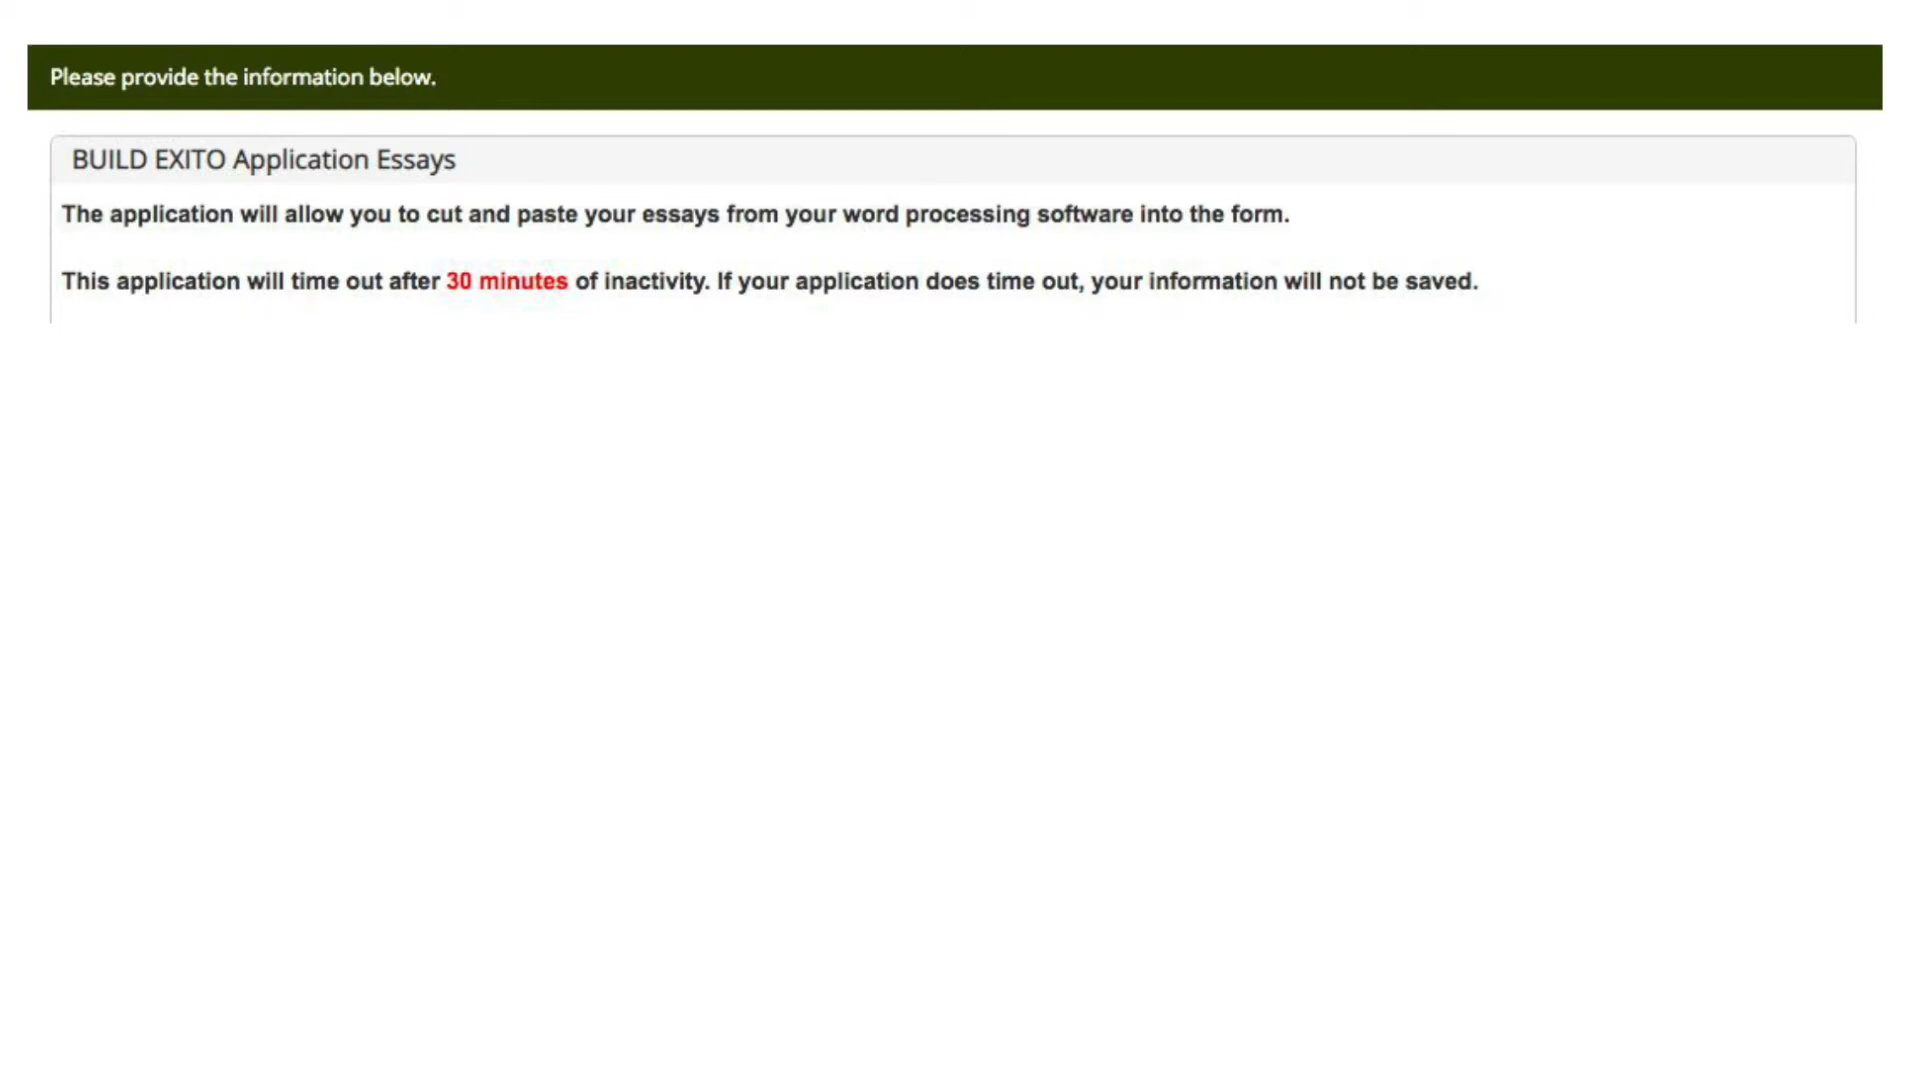 Please provide the information below.
BUILD EXITO Application Essays
The application will allow you to cut and paste your essays from your word processing software into the form.
This application will time out after 30 minutes of inactivity. If your application does time out, your information will not be saved.